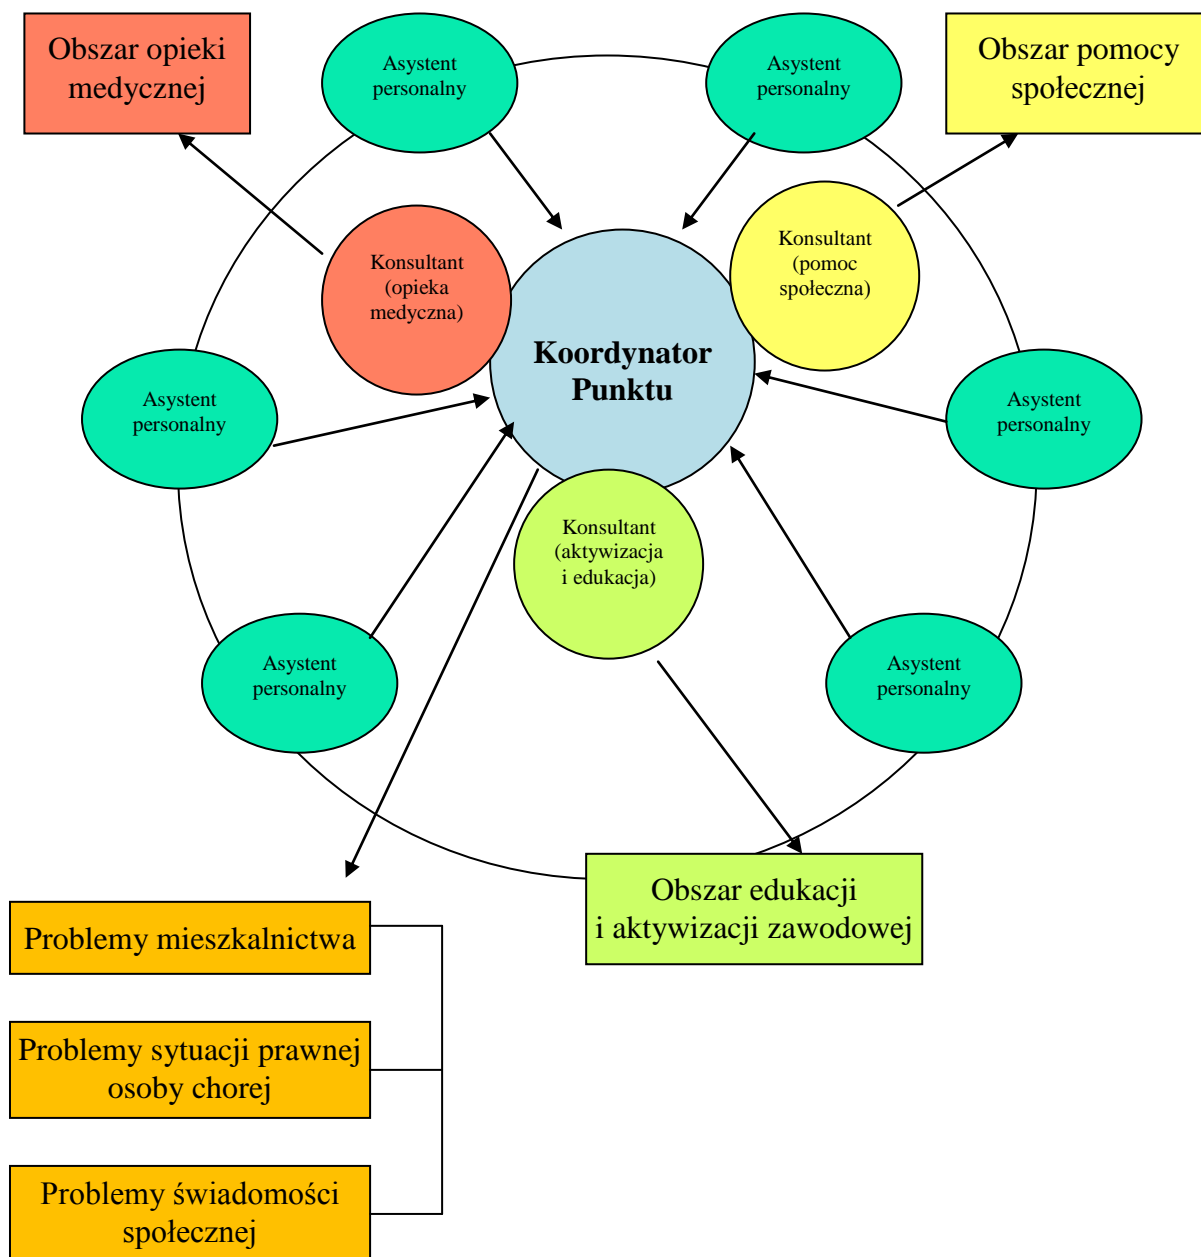 Obszar opieki
medycznej
Asystent
personalny
Asystent
personalny
Obszar pomocy
społecznej
Konsultant
(opieka
medyczna)
Konsultant
(pomoc
społeczna)
Koordynator
Punktu
Asystent
personalny
Asystent
personalny
Konsultant
(aktywizacja
i edukacja)
Asystent
personalny
Asystent
personalny
Obszar edukacji
i aktywizacji zawodowej
Problemy mieszkalnictwa
Problemy sytuacji prawnej
osoby chorej
Problemy świadomości
społecznej